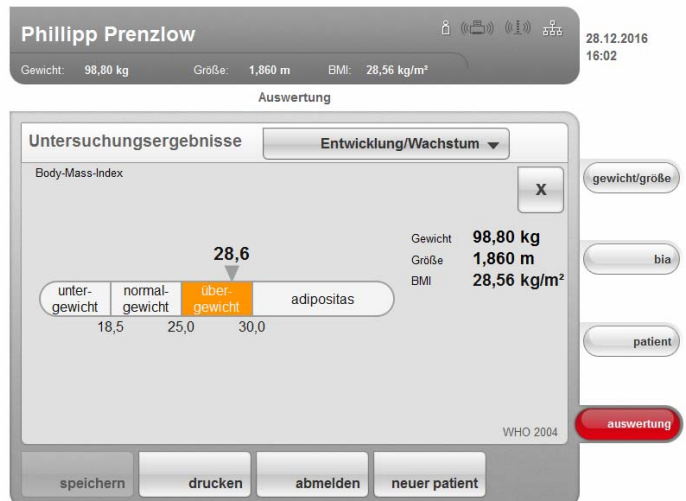 Phillipp Prenzlow
Gewicht: 98,80 kg Größe: 1,860 m BMI: 28,56 kg/m²
28.12.2016
16:02
Auswertung
Untersuchungsergebnisse
Entwicklung/Wachstum
Body-Mass-Index
X
Gewicht 98,80 kg
Größe 1,860 m
BMI 28,56 kg/m²
28,6
unter-
gewicht
normal-
gewicht
über-
gewicht
adipositas
18,5 25,0 30,0
WHO 2004
gewicht/größe
bia
patient
auswertung
speichern
drucken
abmelden
neuer patient